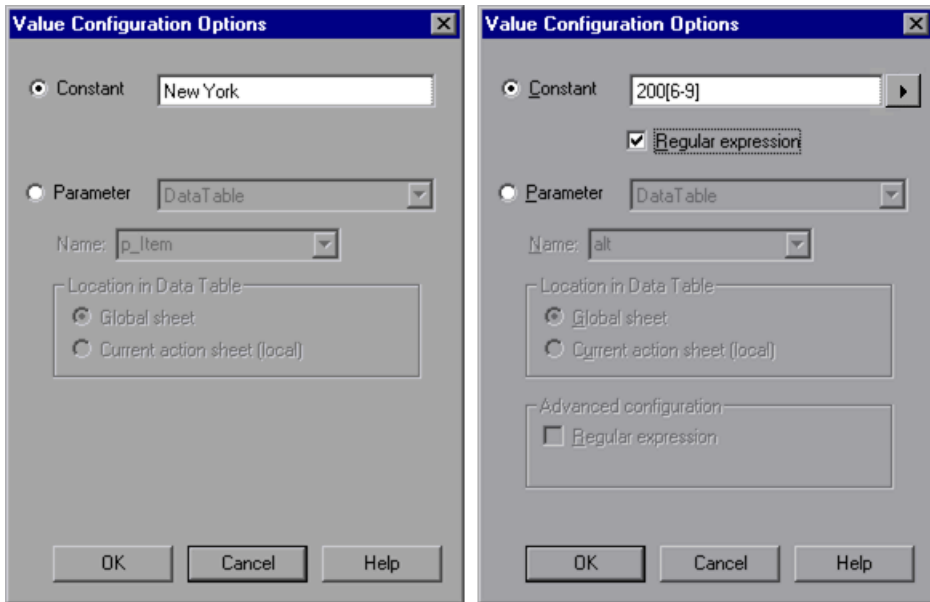 Value Configuration Options
Constant New York
Parameter DataTable
Name: p_Item
Location in Data Table
Global sheet
Current action sheet (local)
OK Cancel Help
Value Configuration Options
Constant 200[6-9]
Regular expression
Parameter DataTable
Name: alt
Location in Data Table
Global sheet
Current action sheet (local)
Advanced configuration
Regular expression
OK Cancel Help